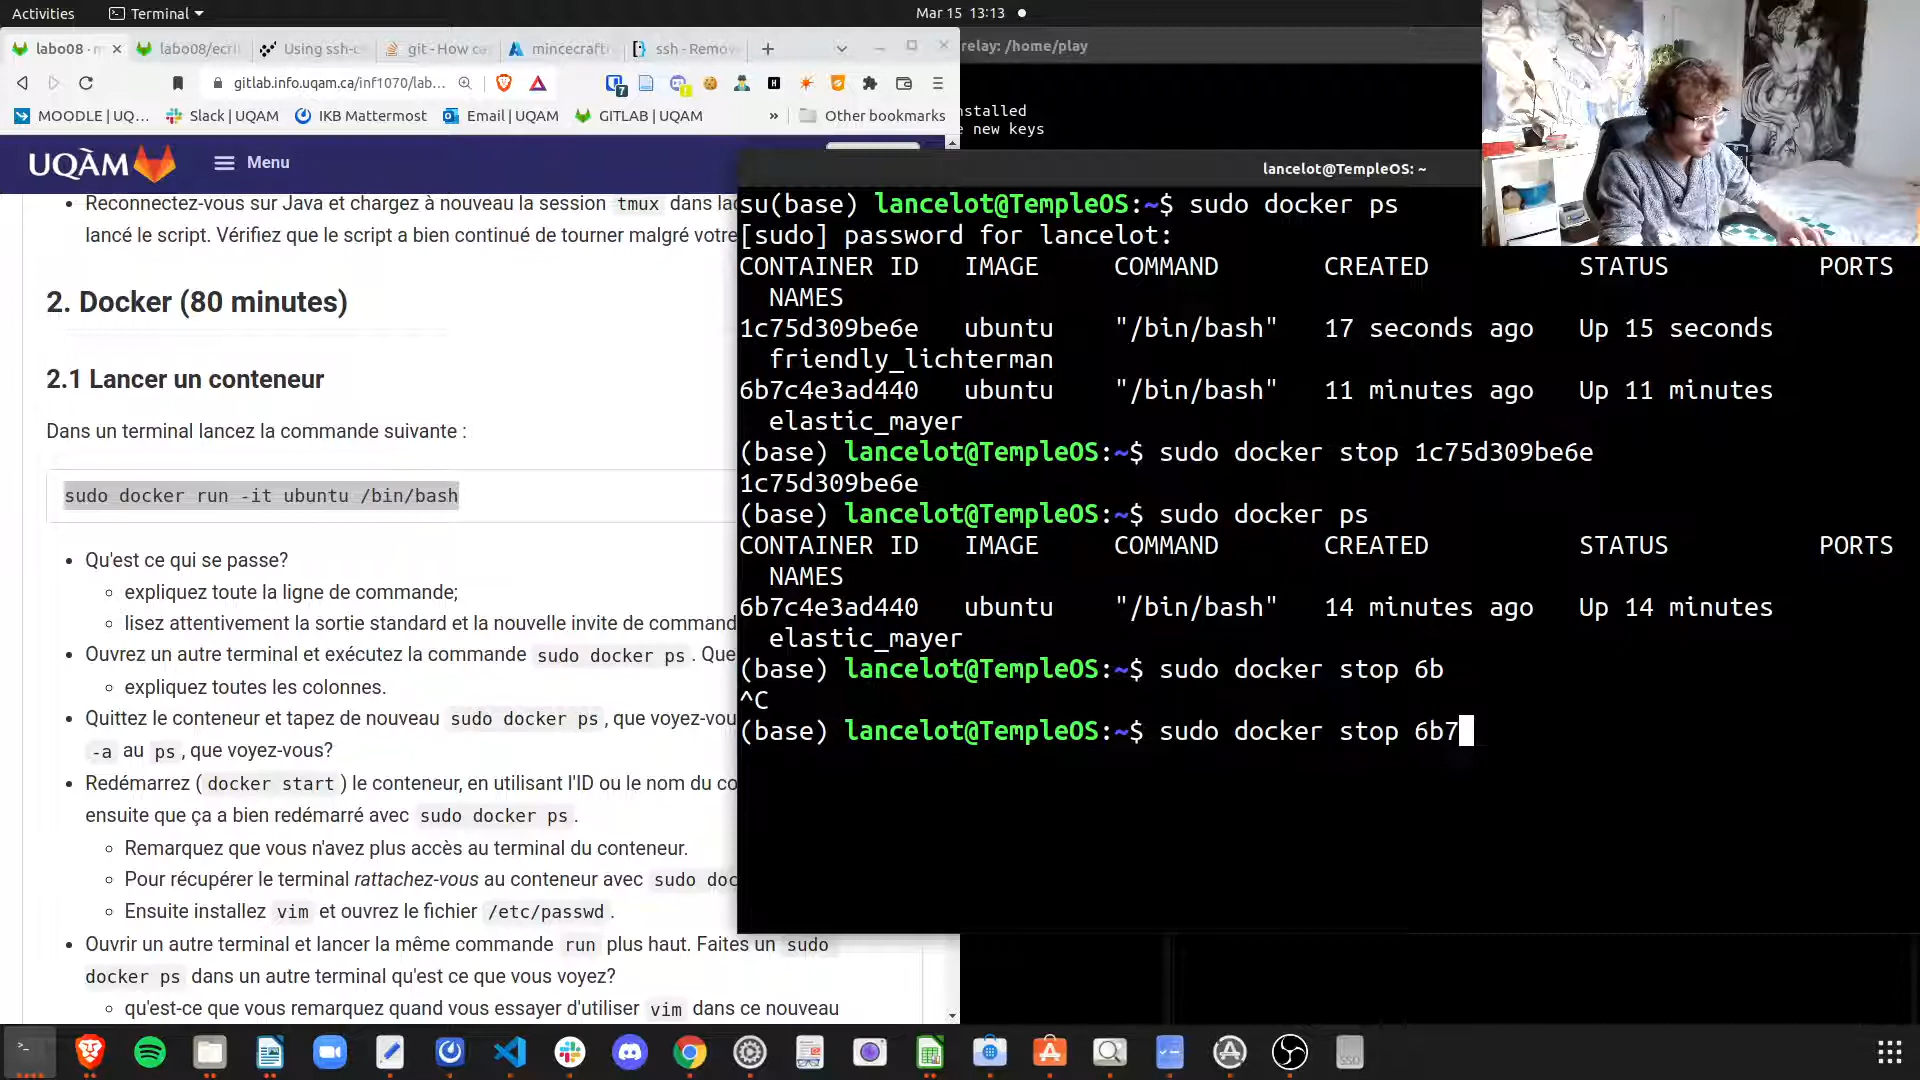 Activities
Terminal
Mar 15 13:13
labo08 · m
labo08/ecri
Using ssh-c
git - How ca
mincecraft
ssh - Remov
gitlab.info.uqam.ca/inf1070/lab...
7
MOODLE | UQ...
Slack | UQAM
IKB Mattermost
Email | UQAM
GITLAB | UQAM
»
Other bookmarks
UQÀM
Menu
Reconnectez-vous sur Java et chargez à nouveau la session tmux dans lac
lancé le script. Vérifiez que le script a bien continué de tourner malgré votre
2. Docker (80 minutes)
2.1 Lancer un conteneur
Dans un terminal lancez la commande suivante :
sudo docker run -it ubuntu /bin/bash
Qu'est ce qui se passe?
expliquez toute la ligne de commande;
lisez attentivement la sortie standard et la nouvelle invite de command
Ouvrez un autre terminal et exécutez la commande sudo docker ps. Que
expliquez toutes les colonnes.
Quittez le conteneur et tapez de nouveau sudo docker ps, que voyez-vou
-a au ps, que voyez-vous?
Redémarrez (docker start) le conteneur, en utilisant l'ID ou le nom du co
ensuite que ça a bien redémarré avec sudo docker ps.
Remarquez que vous n'avez plus accès au terminal du conteneur.
Pour récupérer le terminal rattachez-vous au conteneur avec sudo doc
Ensuite installez vim et ouvrez le fichier /etc/passwd.
Ouvrir un autre terminal et lancer la même commande run plus haut. Faites un sudo
docker ps dans un autre terminal qu'est ce que vous voyez?
qu'est-ce que vous remarquez quand vous essayer d'utiliser vim dans ce nouveau
relay: /home/play
nstalled
e new keys
lancelot@TempleOS: ~
su(base) lancelot@TempleOS:~$ sudo docker ps
[sudo] password for lancelot:
CONTAINER ID   IMAGE     COMMAND       CREATED          STATUS          PORTS
  NAMES
1c75d309be6e   ubuntu    "/bin/bash"   17 seconds ago   Up 15 seconds
  friendly_lichterman
6b7c4e3ad440   ubuntu    "/bin/bash"   11 minutes ago   Up 11 minutes
  elastic_mayer
(base) lancelot@TempleOS:~$ sudo docker stop 1c75d309be6e
1c75d309be6e
(base) lancelot@TempleOS:~$ sudo docker ps
CONTAINER ID   IMAGE     COMMAND       CREATED          STATUS          PORTS
  NAMES
6b7c4e3ad440   ubuntu    "/bin/bash"   14 minutes ago   Up 14 minutes
  elastic_mayer
(base) lancelot@TempleOS:~$ sudo docker stop 6b
^C
(base) lancelot@TempleOS:~$ sudo docker stop 6b7
SSD